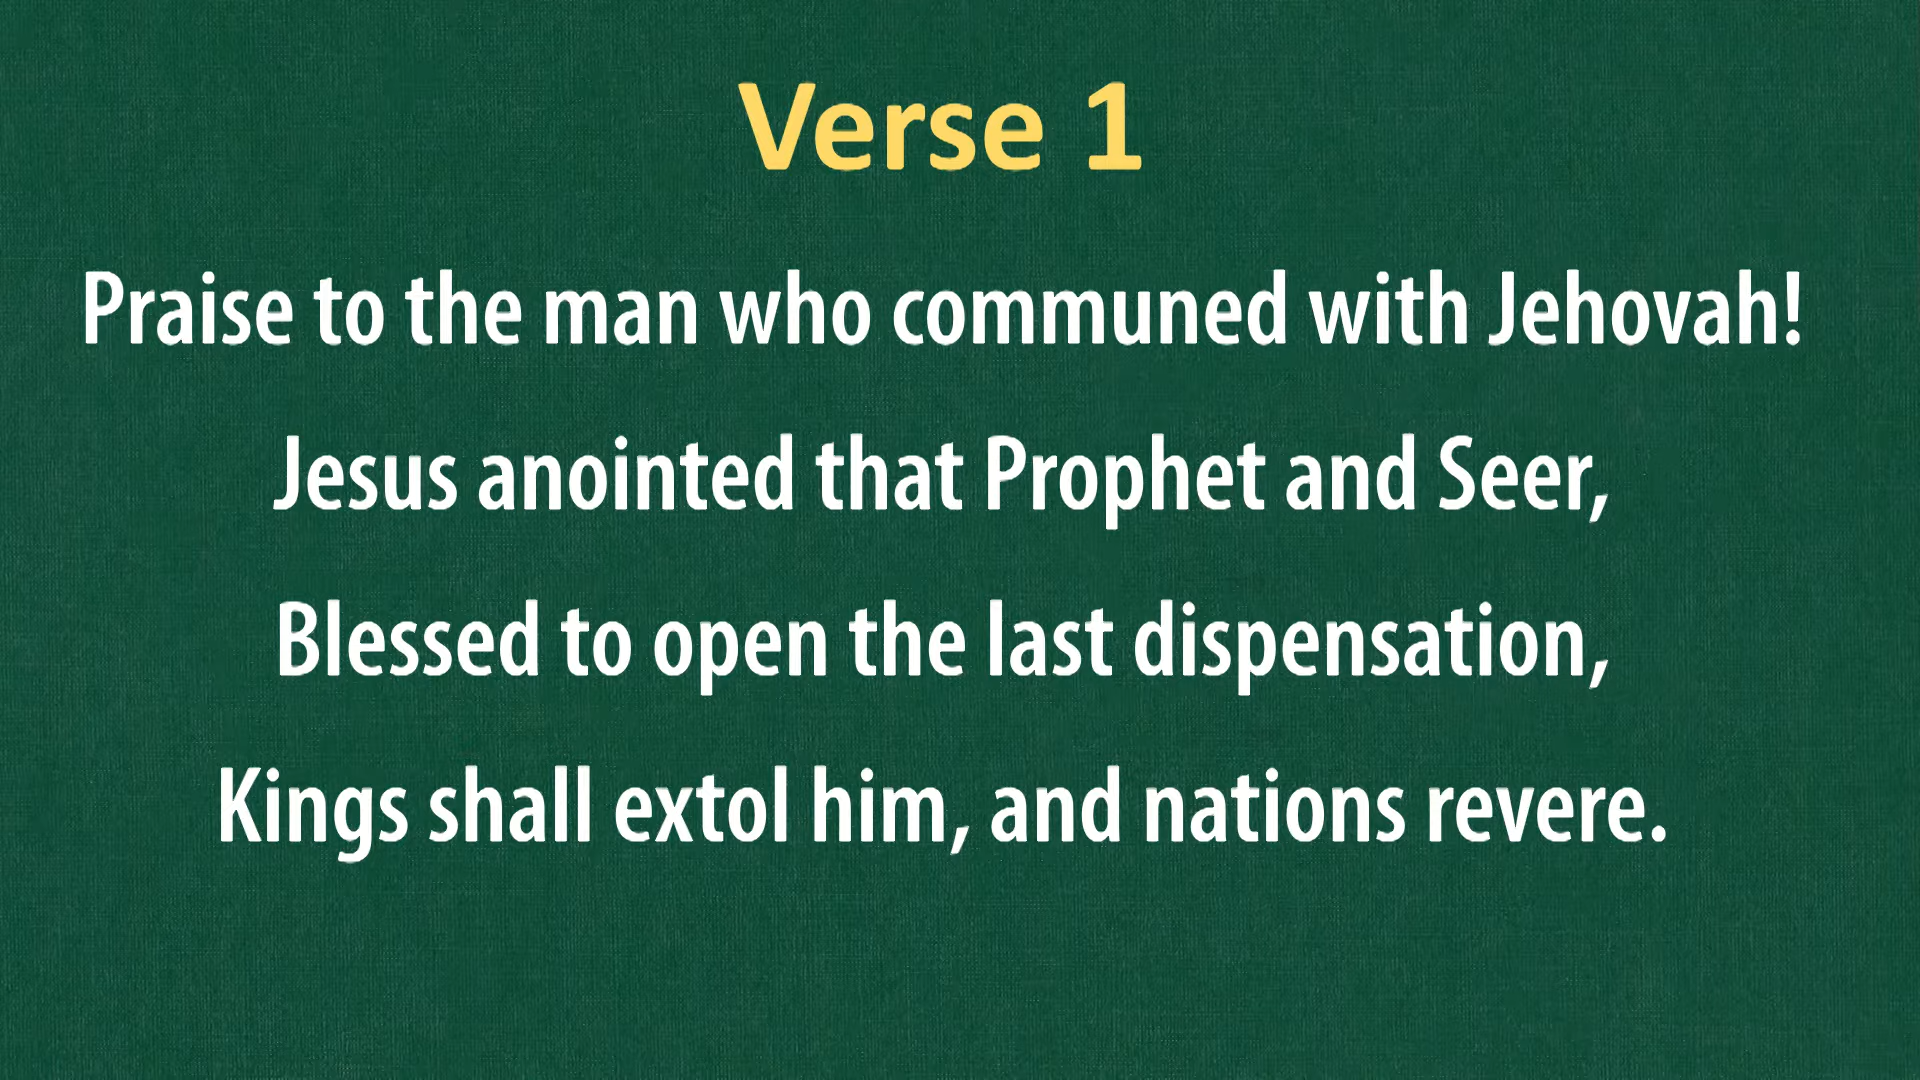 Verse 1
Praise to the man who communed with Jehovah!
Jesus anointed that Prophet and Seer,
Blessed to open the last dispensation,
Kings shall extol him, and nations revere.